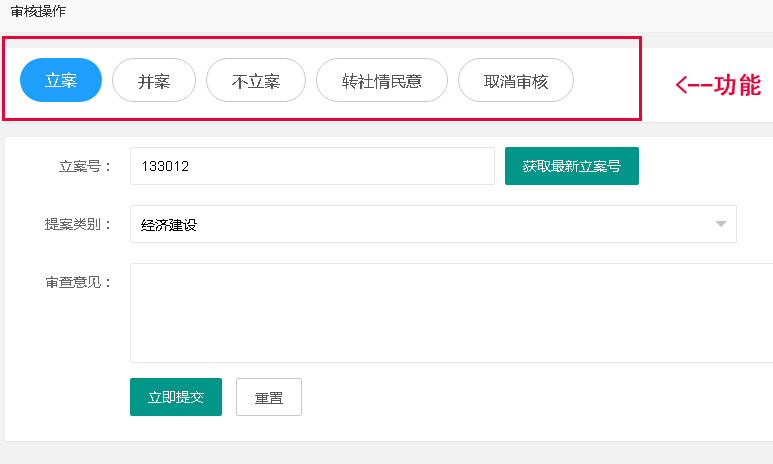 审核操作
立案 并案 不立案 转社情民意 取消审核 <--功能
立案号： 133012 获取最新立案号
提案类别： 经济建设
审查意见：
立即提交 重置